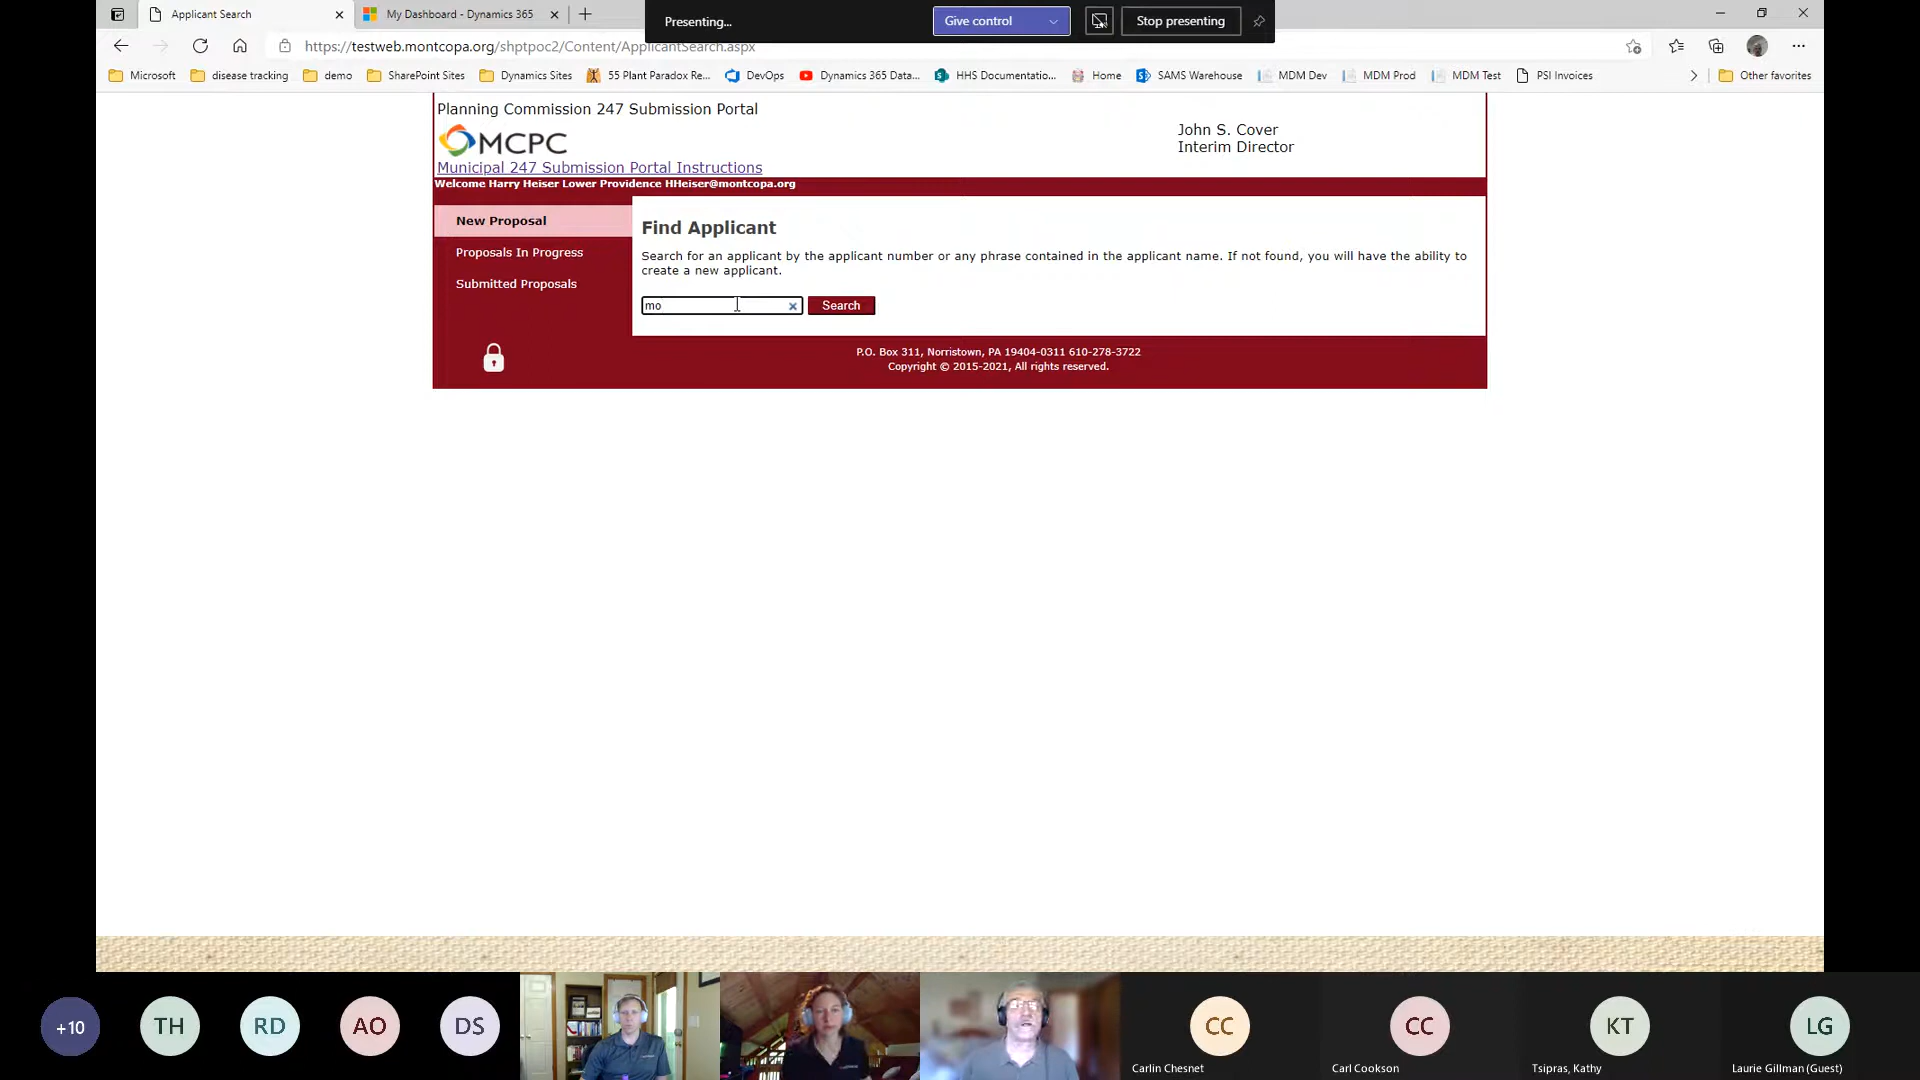 Applicant Search
My Dashboard - Dynamics 365
Presenting...
Give control
Stop presenting
https://testweb.montcopa.org/shptpoc2/Content/ApplicantSearch.aspx
Microsoft
disease tracking
demo
SharePoint Sites
Dynamics Sites
55 Plant Paradox Re...
DevOps
Dynamics 365 Data...
HHS Documentatio...
Home
SAMS Warehouse
MDM Dev
MDM Prod
MDM Test
PSI Invoices
Other favorites
Planning Commission 247 Submission Portal
MCPC
John S. Cover
Interim Director
Municipal 247 Submission Portal Instructions
Welcome Harry Heiser Lower Providence HHeiser@montcopa.org
New Proposal
Proposals In Progress
Submitted Proposals
Find Applicant
Search for an applicant by the applicant number or any phrase contained in the applicant name. If not found, you will have the ability to
create a new applicant.
mo
Search
P.O. Box 311, Norristown, PA 19404-0311 610-278-3722
Copyright © 2015-2021, All rights reserved.
+10
TH
RD
AO
DS
CC
Carlin Chesnet
CC
Carl Cookson
KT
Tsipras, Kathy
LG
Laurie Gillman (Guest)